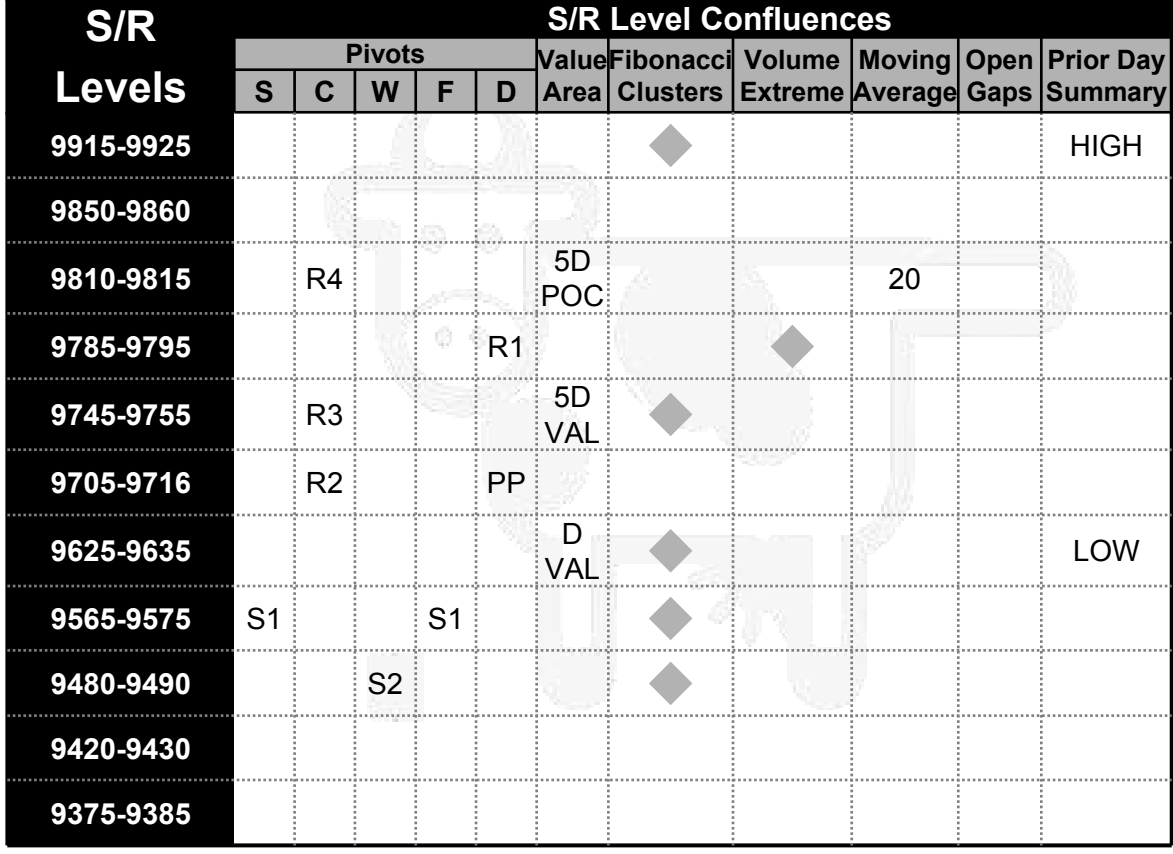 S/R
Levels
S/R Level Confluences
Pivots
S C W F D
Value
Area
Fibonacci
Clusters
Volume
Extreme
Moving
Average
Open
Gaps
Prior Day
Summary
9915-9925 HIGH
9850-9860
9810-9815 R4 5D
POC 20
9785-9795 R1
9745-9755 R3 5D
VAL
9705-9716 R2 PP
9625-9635 D
VAL LOW
9565-9575 S1 S1
9480-9490 S2
9420-9430
9375-9385